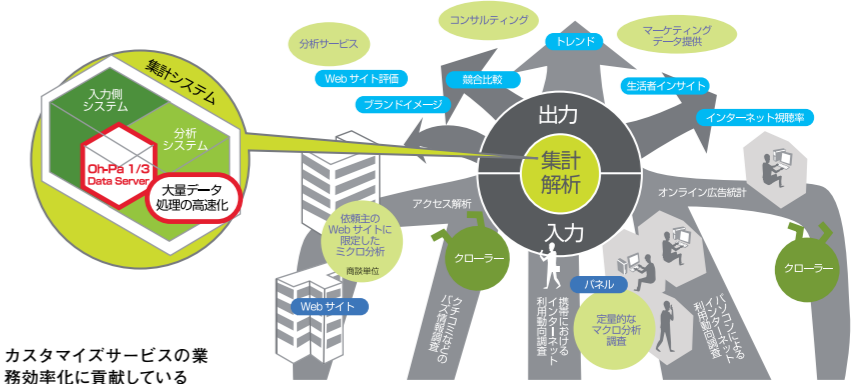 コンサルティング
分析サービス
トレンド
マーケティング
データ提供
Web サイト評価
競合比較
生活者インサイト
ブランドイメージ
インターネット視聴率
集計システム
入力側
システム
分析
システム
Oh-Pa 1/3
Data Server
大量データ
処理の高速化
出力
集計
解析
入力
アクセス解析
オンライン広告統計
依頼主の
Web サイトに
限定した
ミクロ分析
商談単位
クローラー
クローラー
Web サイト
パネル
クチコミなどの
バズ情報調査
携帯における
インターネット
利用動向調査
定量的な
マクロ分析
調査
パソコンによる
インターネット
利用動向調査
カスタマイズサービスの業
務効率化に貢献している